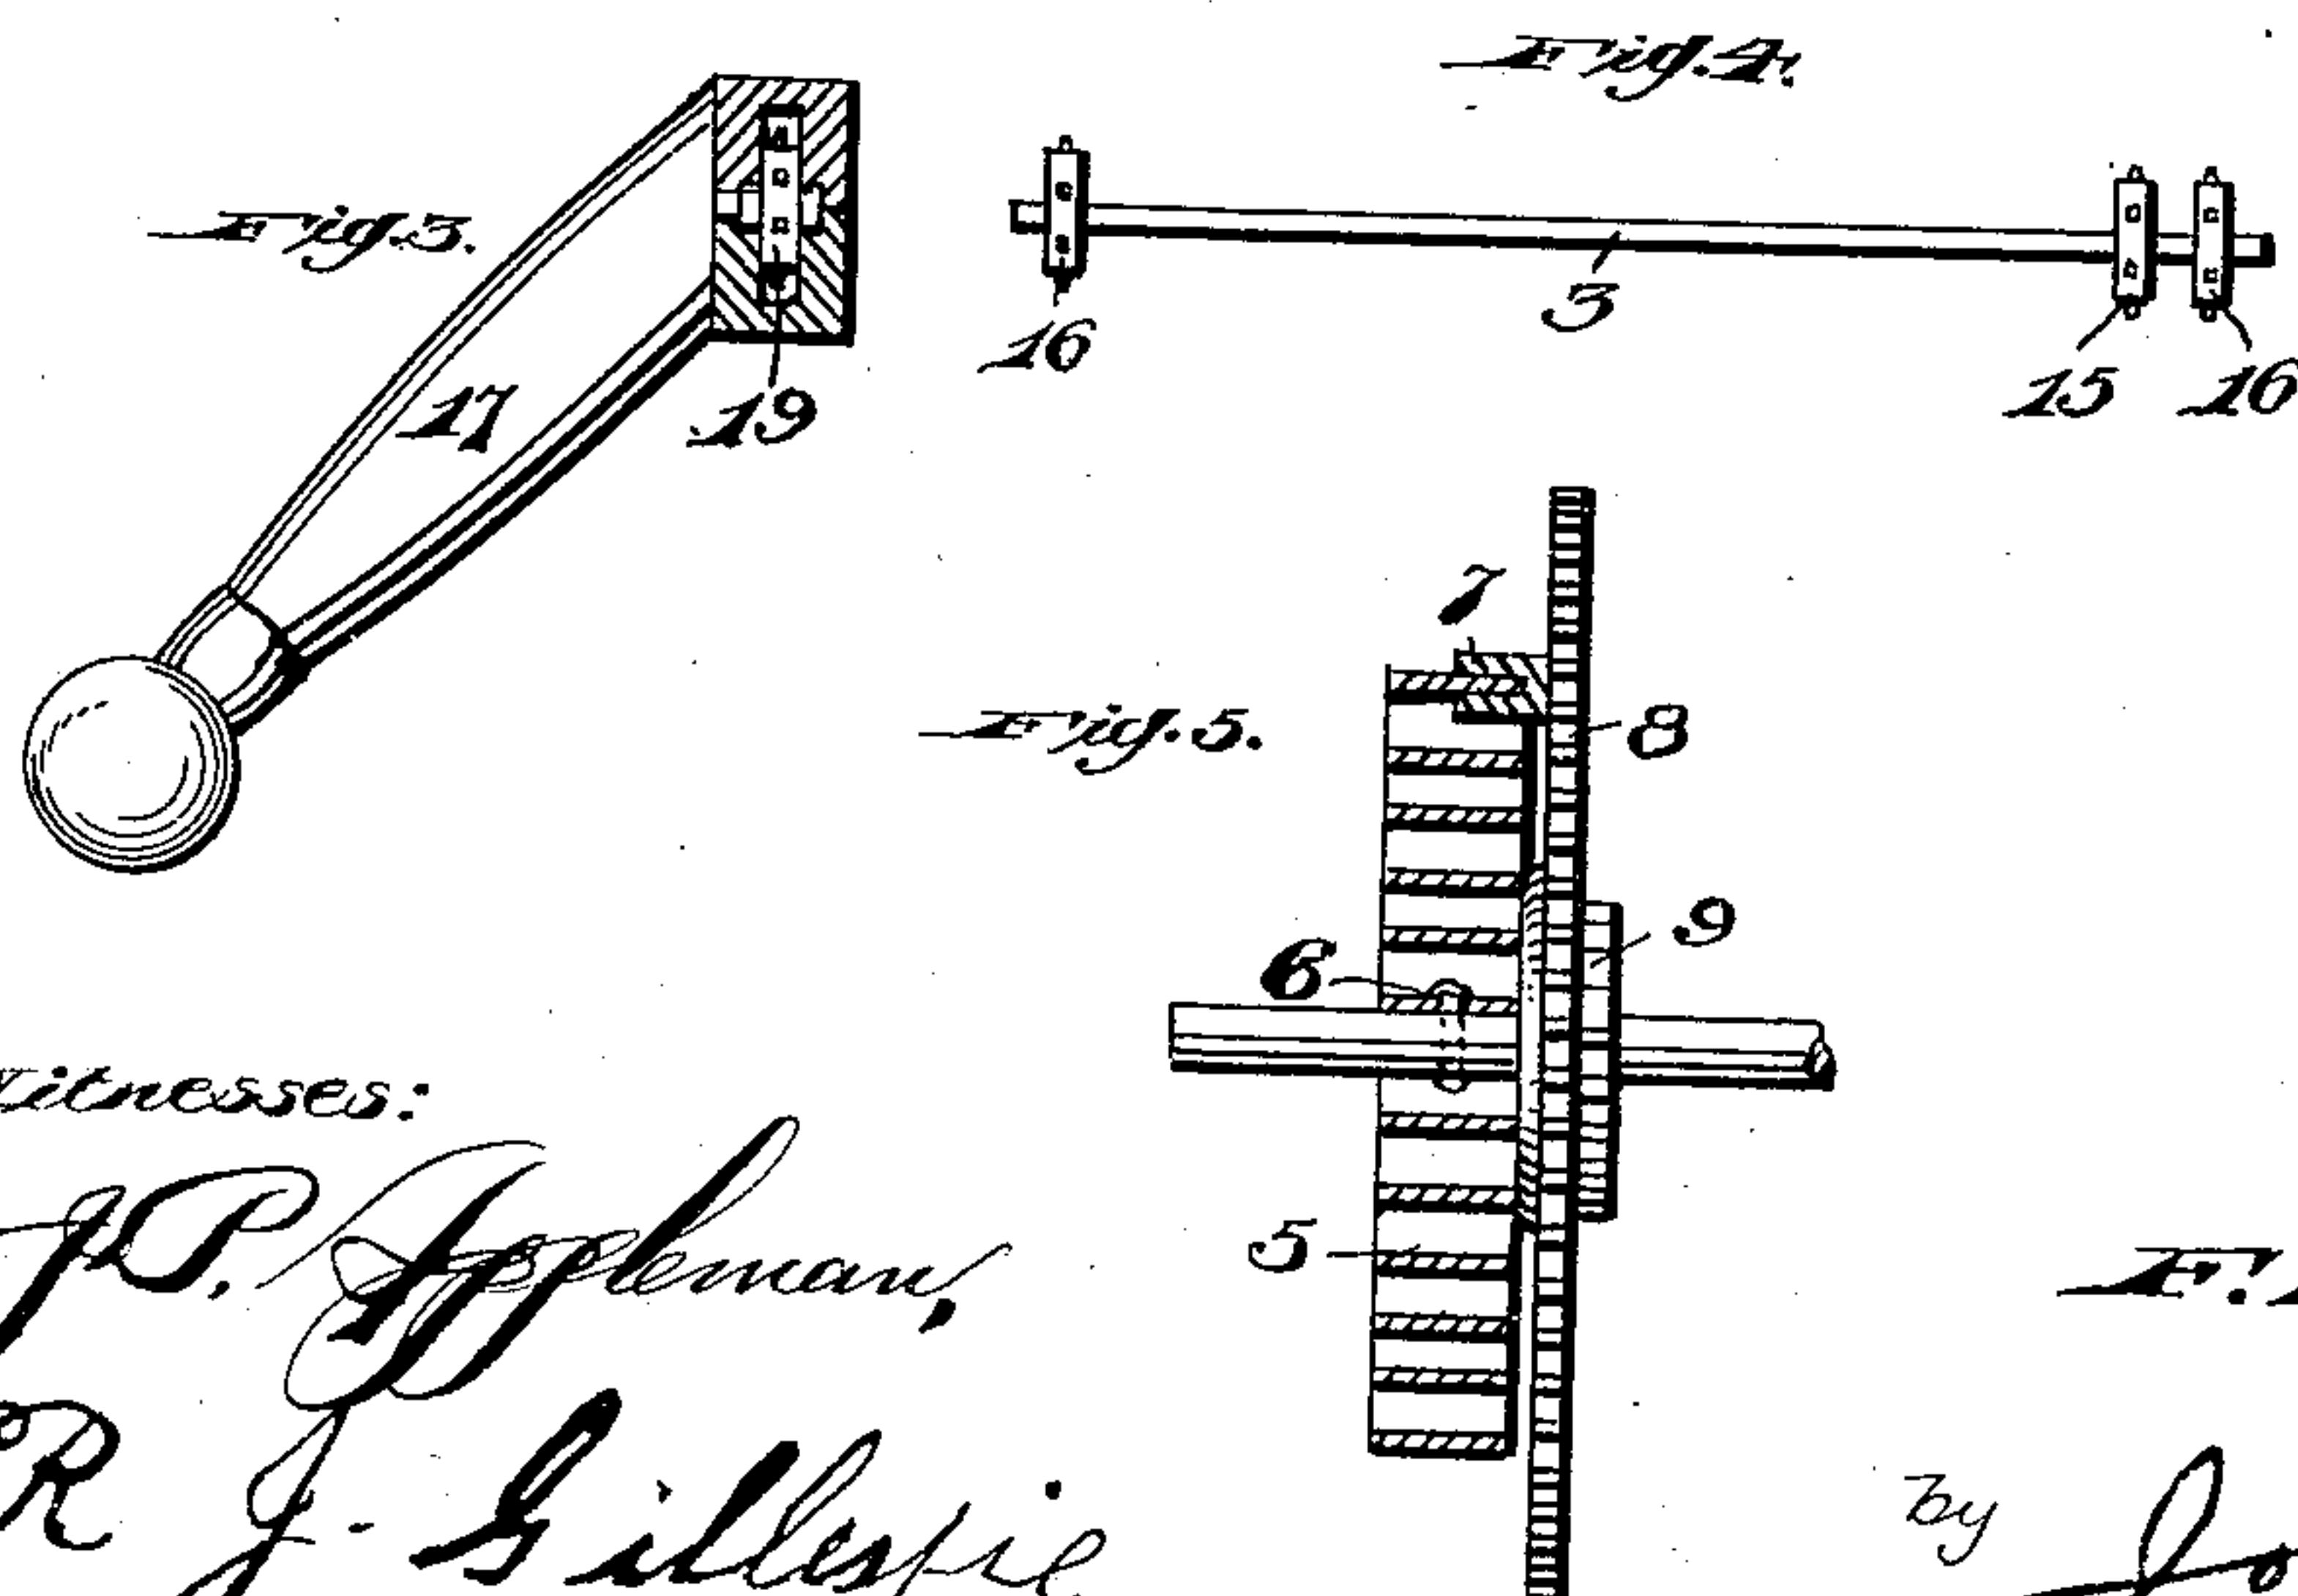 Fig. 4.
Fig. 3.
16
3
15
16
17
19
7
Fig. 5.
8
9
6
Witnesses:
5
J. P. Appleman,
F.
R J. Gillespie
by